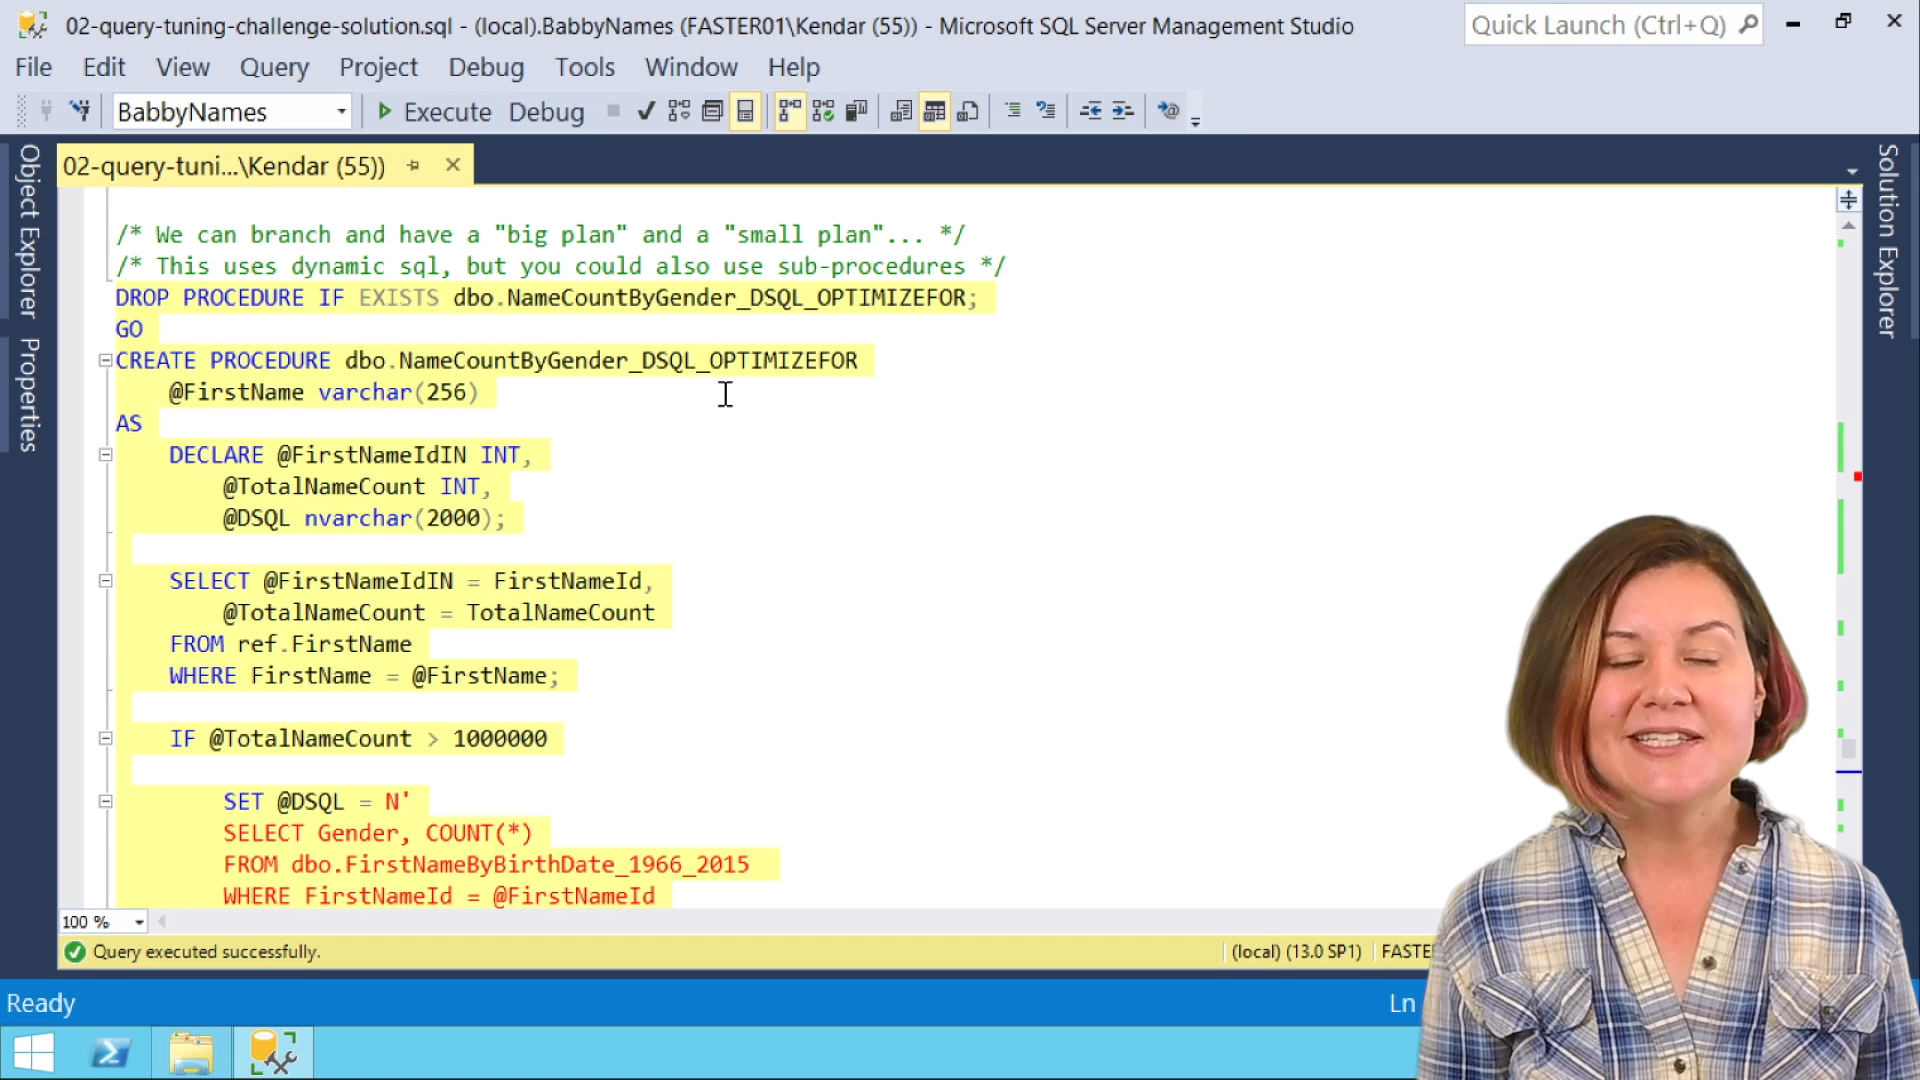 02-query-tuning-challenge-solution.sql - (local).BabbyNames (FASTER01\Kendar (55)) - Microsoft SQL Server Management Studio
Quick Launch (Ctrl+Q)
File Edit View Query Project Debug Tools Window Help
BabbyNames Execute Debug
02-query-tuni...\Kendar (55))
Object Explorer
Properties
Solution Explorer
/* We can branch and have a "big plan" and a "small plan"... */
/* This uses dynamic sql, but you could also use sub-procedures */
DROP PROCEDURE IF EXISTS dbo.NameCountByGender_DSQL_OPTIMIZEFOR;
GO
CREATE PROCEDURE dbo.NameCountByGender_DSQL_OPTIMIZEFOR
@FirstName varchar(256)
AS
DECLARE @FirstNameIdIN INT,
@TotalNameCount INT,
@DSQL nvarchar(2000);
SELECT @FirstNameIdIN = FirstNameId,
@TotalNameCount = TotalNameCount
FROM ref.FirstName
WHERE FirstName = @FirstName;
IF @TotalNameCount > 1000000
SET @DSQL = N'
SELECT Gender, COUNT(*)
FROM dbo.FirstNameByBirthDate_1966_2015
WHERE FirstNameId = @FirstNameId
100 %
Query executed successfully. (local) (13.0 SP1) FASTE
Ready Ln